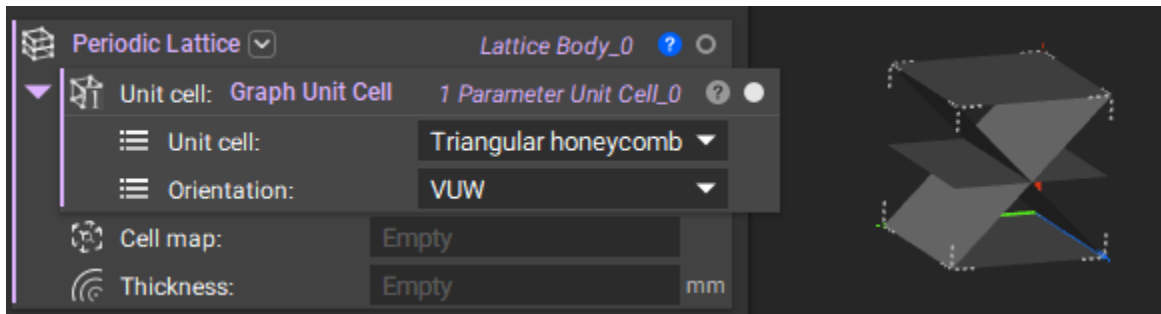 Periodic Lattice Lattice Body_0 ?
Unit cell: Graph Unit Cell 1 Parameter Unit Cell_0 ?
Unit cell: Triangular honeycomb
Orientation: VUW
Cell map: Empty
Thickness: Empty mm